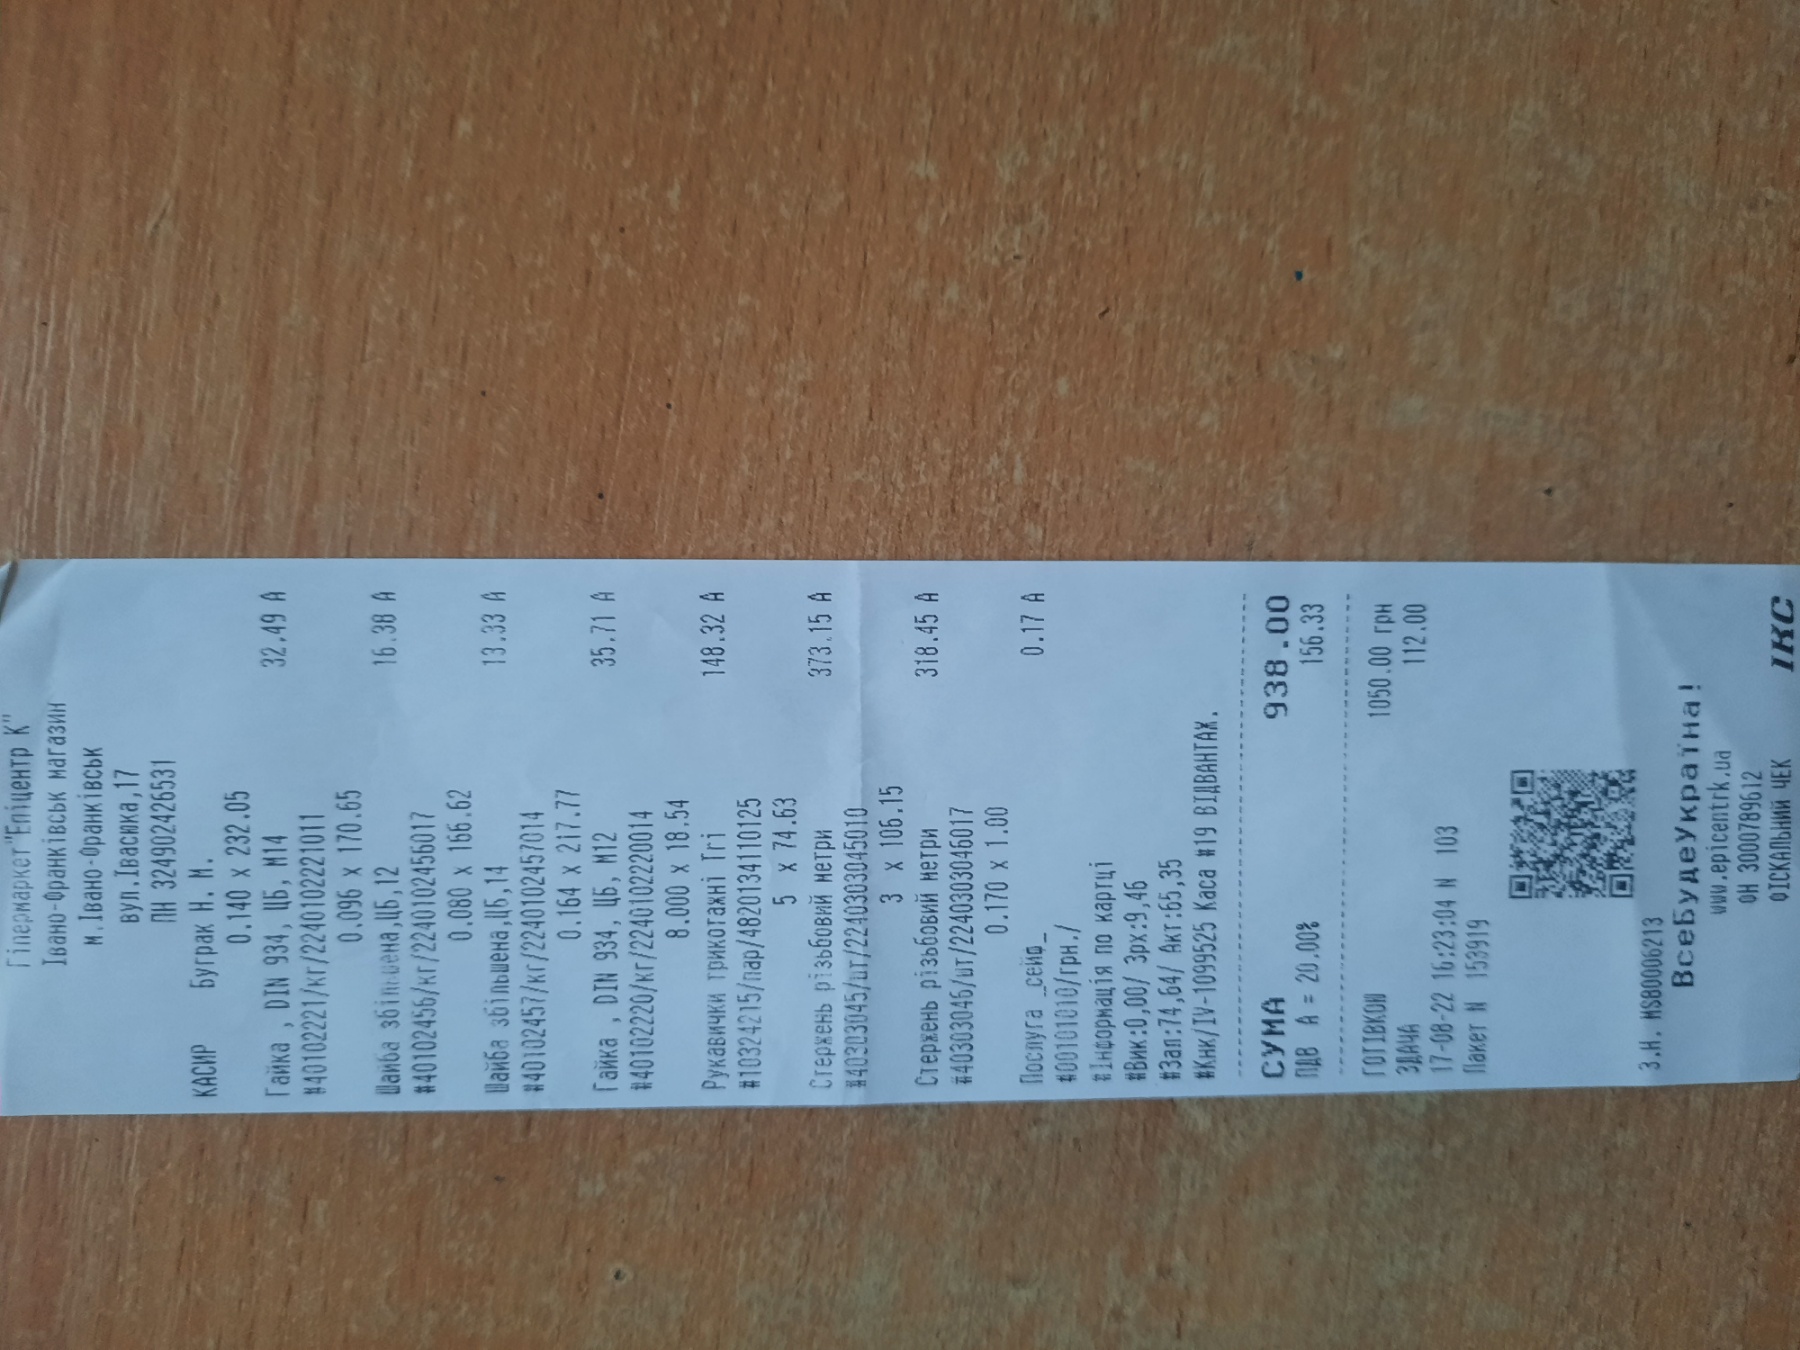 Гіпермаркет"Епіцентр К"
Івано-Франківськ магазин
м.Івано-Франківськ
вул.Івасюка,17
ПН 324902426531
КАСИР Буграк Н. М.
0.140 x 232.05
Гайка , DIN 934, ЦБ, М14 32.49 А
#401022221/кг/2240102221011
0.096 x 170.65
Шайба збільшена,ЦБ,12 16.38 А
#40102456/кг/2240102456017
0.080 x 166.62
Шайба збільшена,ЦБ,14 13.33 А
#40102457/кг/2240102457014
0.164 x 217.77
Гайка , DIN 934, ЦБ, М12 35.71 А
#40102220/кг/2240102220014
8.000 x 18.54
Рукавички трикотажні Ігі 148.32 А
#10324215/пар/4820134110125
5 x 74.63
Стержень різьбовий метри 373.15 А
#40303045/шт/2240303045010
3 x 106.15
Стержень різьбовий метри 318.45 А
#40303046/шт/2240303046017
0.170 x 1.00
Послуга _сейф_ 0.17 А
#00101010/грн./
#Інформація по картці
#Вик:0,00/ Зрх:9,46
#Зап:74,64/ Акт:65,35
#Кнк/IV-109952​5 Каса #19 ВІДВАНТАЖ.
СУМА 938.00
ПДВ А = 20.00% 156.33
ГОТІВКОЮ 1050.00 грн
ЗДАЧА 112.00
17-08-22 16:23:04 N 103
Пакет N 153919
З.Н. MS80006213
ВсеБудеУкраїна!
www.epicentrk.ua
ФН 3000789612
ФІСКАЛЬНИЙ ЧЕК ІКС